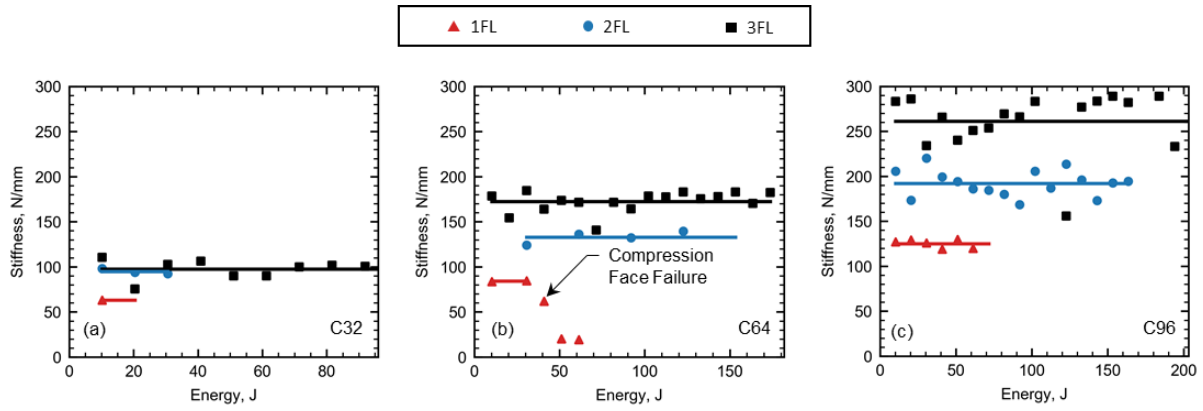 1FL 2FL 3FL
300
250
200
150
100
50
0
Stiffness, N/mm
(a)
C32
0 20 40 60 80
Energy, J
300
250
200
150
100
50
0
Stiffness, N/mm
Compression
Face Failure
(b)
C64
0 50 100 150
Energy, J
300
250
200
150
100
50
0
Stiffness, N/mm
(c)
C96
0 50 100 150 200
Energy, J